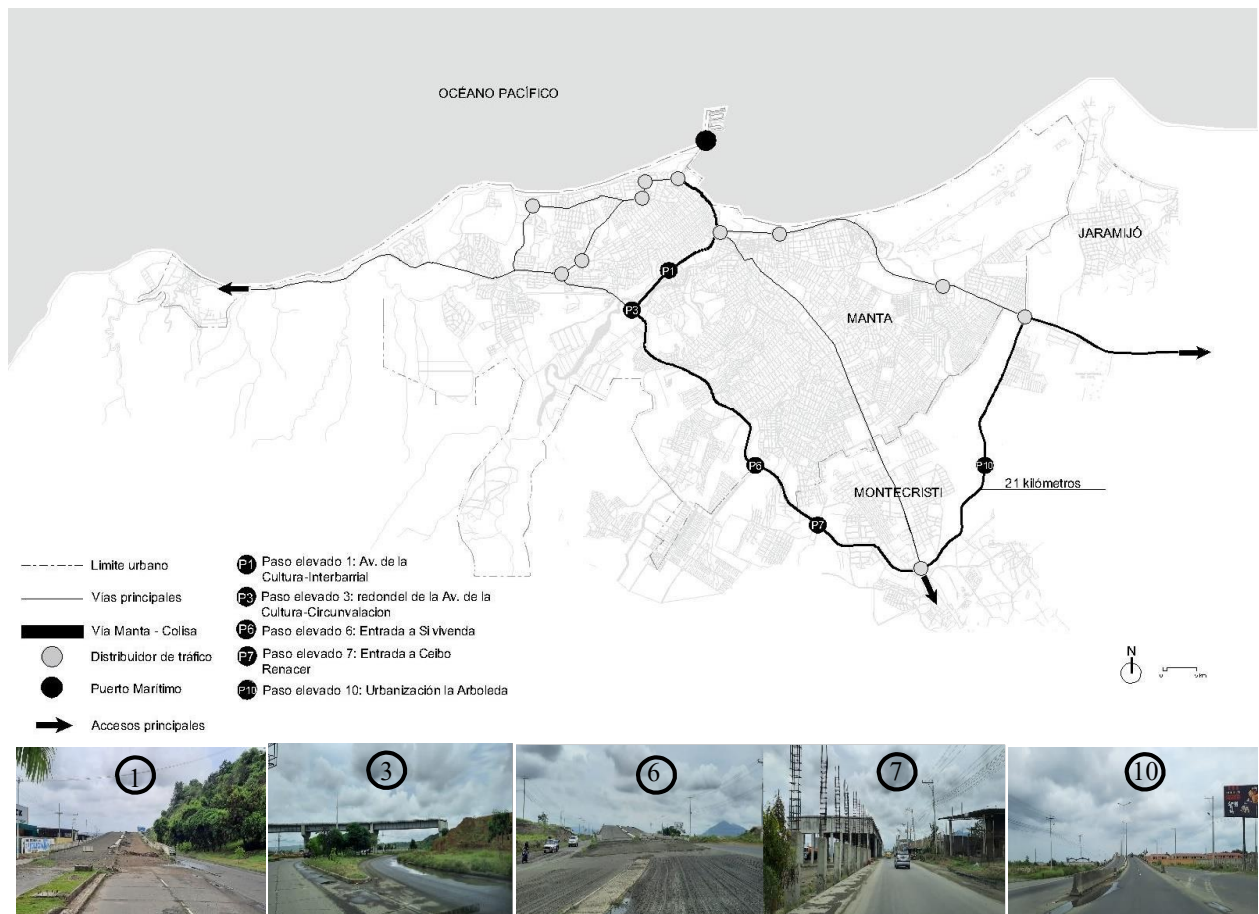 OCÉANO PACÍFICO
JARAMIJÓ
MANTA
MONTECRISTI
21 kilómetros
P1
P3
P6
P7
P10
Limite urbano
Vías principales
Vía Manta - Colisa
Distribuidor de tráfico
Puerto Marítimo
Accesos principales
P1 Paso elevado 1: Av. de la
Cultura-Interbarrial
P3 Paso elevado 3: redondel de la Av. de la
Cultura-Circunvalacion
P6 Paso elevado 6: Entrada a Si vivenda
P7 Paso elevado 7: Entrada a Ceibo
Renacer
P10 Paso elevado 10: Urbanización la Arboleda
N
0
1
3
6
7
10